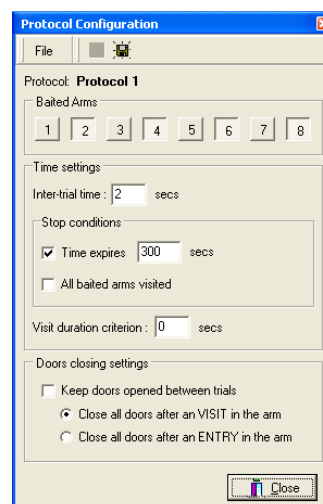 Protocol Configuration
File
Protocol: Protocol 1
Baited Arms
1 2 3 4 5 6 7 8
Time settings
Inter-trial time : 2 secs
Stop conditions
Time expires 300 secs
All baited arms visited
Visit duration criterion : 0 secs
Doors closing settings
Keep doors opened between trials
Close all doors after an VISIT in the arm
Close all doors after an ENTRY in the arm
Close